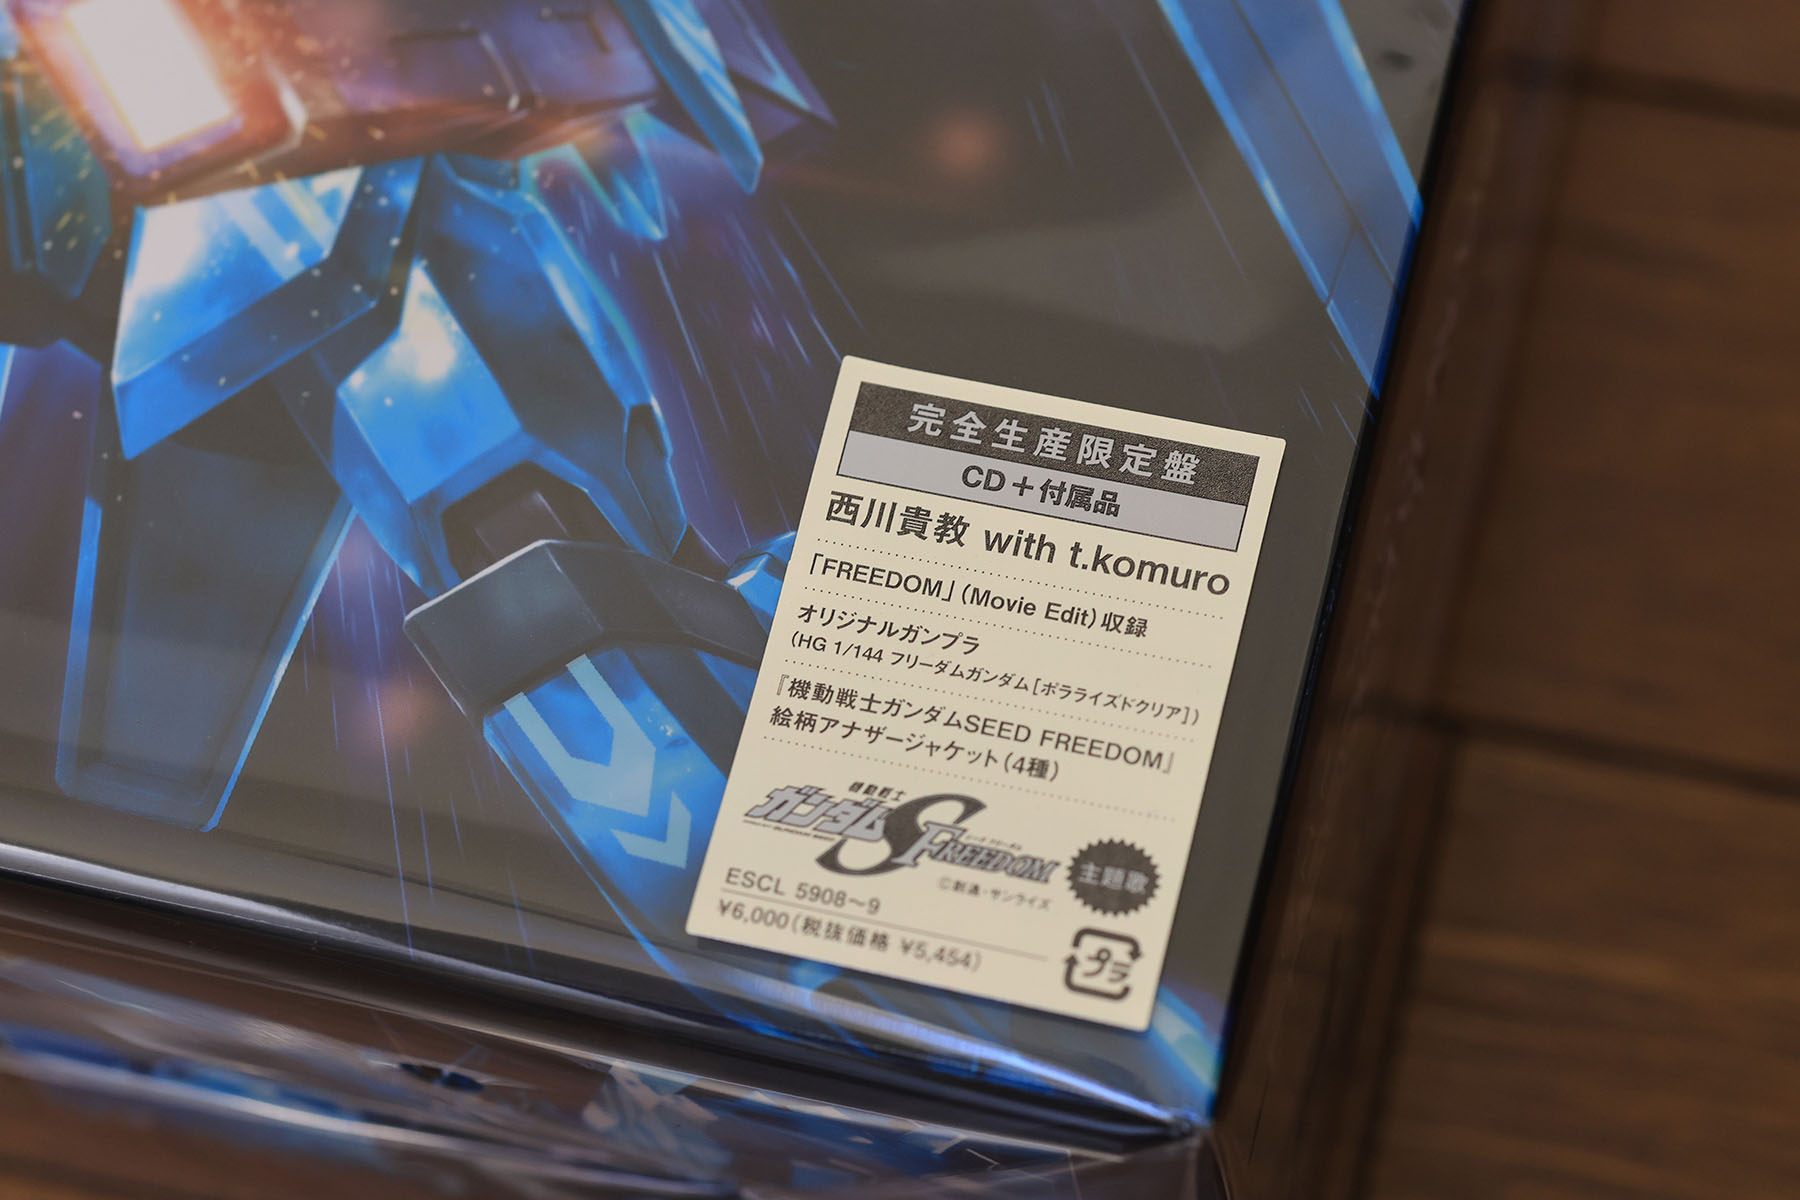 完全生産限定盤
CD+付属品
西川貴教 with t.komuro
「FREEDOM」(Movie Edit)収録
オリジナルガンプラ
(HG 1/144 フリーダムガンダム[ポラライズドクリア])
『機動戦士ガンダムSEED FREEDOM』
絵柄アナザージャケット(4種)
機動戦士
ガンダム SFREEDOM
©創通・サンライズ
主題歌
ESCL 5908~9
¥6,000(税抜価格 ¥5,454)
プラ